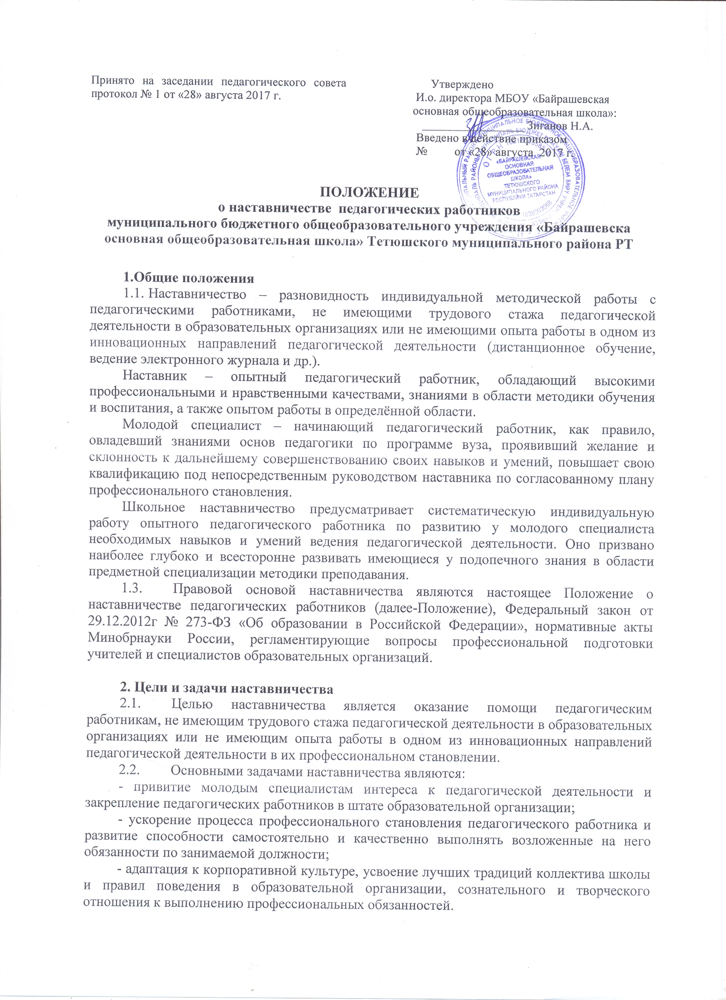 Принято на заседании педагогического совета
протокол № 1 от «28» августа 2017 г.
Утверждено
И.о. директора МБОУ «Байрашевская
основная общеобразовательная школа»:
________________ Зиганов Н.А.
Введено в действие приказом
№ от «28» августа 2017 г.
«БАЙРАШЕВСКАЯ
ОСНОВНАЯ
ОБЩЕОБРАЗОВАТЕЛЬНАЯ
ШКОЛА»
ТЕТЮШСКОГО
МУНИЦИПАЛЬНОГО РАЙОНА
РЕСПУБЛИКИ ТАТАРСТАН
ПОЛОЖЕНИЕ
о наставничестве педагогических работников
муниципального бюджетного общеобразовательного учреждения «Байрашевска
основная общеобразовательная школа» Тетюшского муниципального района РТ
1.Общие положения
1.1. Наставничество – разновидность индивидуальной методической работы с
педагогическими работниками, не имеющими трудового стажа педагогической
деятельности в образовательных организациях или не имеющими опыта работы в одном из
инновационных направлений педагогической деятельности (дистанционное обучение,
ведение электронного журнала и др.).
Наставник – опытный педагогический работник, обладающий высокими
профессиональными и нравственными качествами, знаниями в области методики обучения
и воспитания, а также опытом работы в определённой области.
Молодой специалист – начинающий педагогический работник, как правило,
овладевший знаниями основ педагогики по программе вуза, проявивший желание и
склонность к дальнейшему совершенствованию своих навыков и умений, повышает свою
квалификацию под непосредственным руководством наставника по согласованному плану
профессионального становления.
Школьное наставничество предусматривает систематическую индивидуальную
работу опытного педагогического работника по развитию у молодого специалиста
необходимых навыков и умений ведения педагогической деятельности. Оно призвано
наиболее глубоко и всесторонне развивать имеющиеся у подопечного знания в области
предметной специализации методики преподавания.
1.3. Правовой основой наставничества являются настоящее Положение о
наставничестве педагогических работников (далее-Положение), Федеральный закон от
29.12.2012г № 273-ФЗ «Об образовании в Российской Федерации», нормативные акты
Минобрнауки России, регламентирующие вопросы профессиональной подготовки
учителей и специалистов образовательных организаций.
2. Цели и задачи наставничества
2.1. Целью наставничества является оказание помощи педагогическим
работникам, не имеющим трудового стажа педагогической деятельности в образовательных
организациях или не имеющим опыта работы в одном из инновационных направлений
педагогической деятельности в их профессиональном становлении.
2.2. Основными задачами наставничества являются:
- привитие молодым специалистам интереса к педагогической деятельности и
закрепление педагогических работников в штате образовательной организации;
- ускорение процесса профессионального становления педагогического работника и
развитие способности самостоятельно и качественно выполнять возложенные на него
обязанности по занимаемой должности;
- адаптация к корпоративной культуре, усвоение лучших традиций коллектива школы
и правил поведения в образовательной организации, сознательного и творческого
отношения к выполнению профессиональных обязанностей.